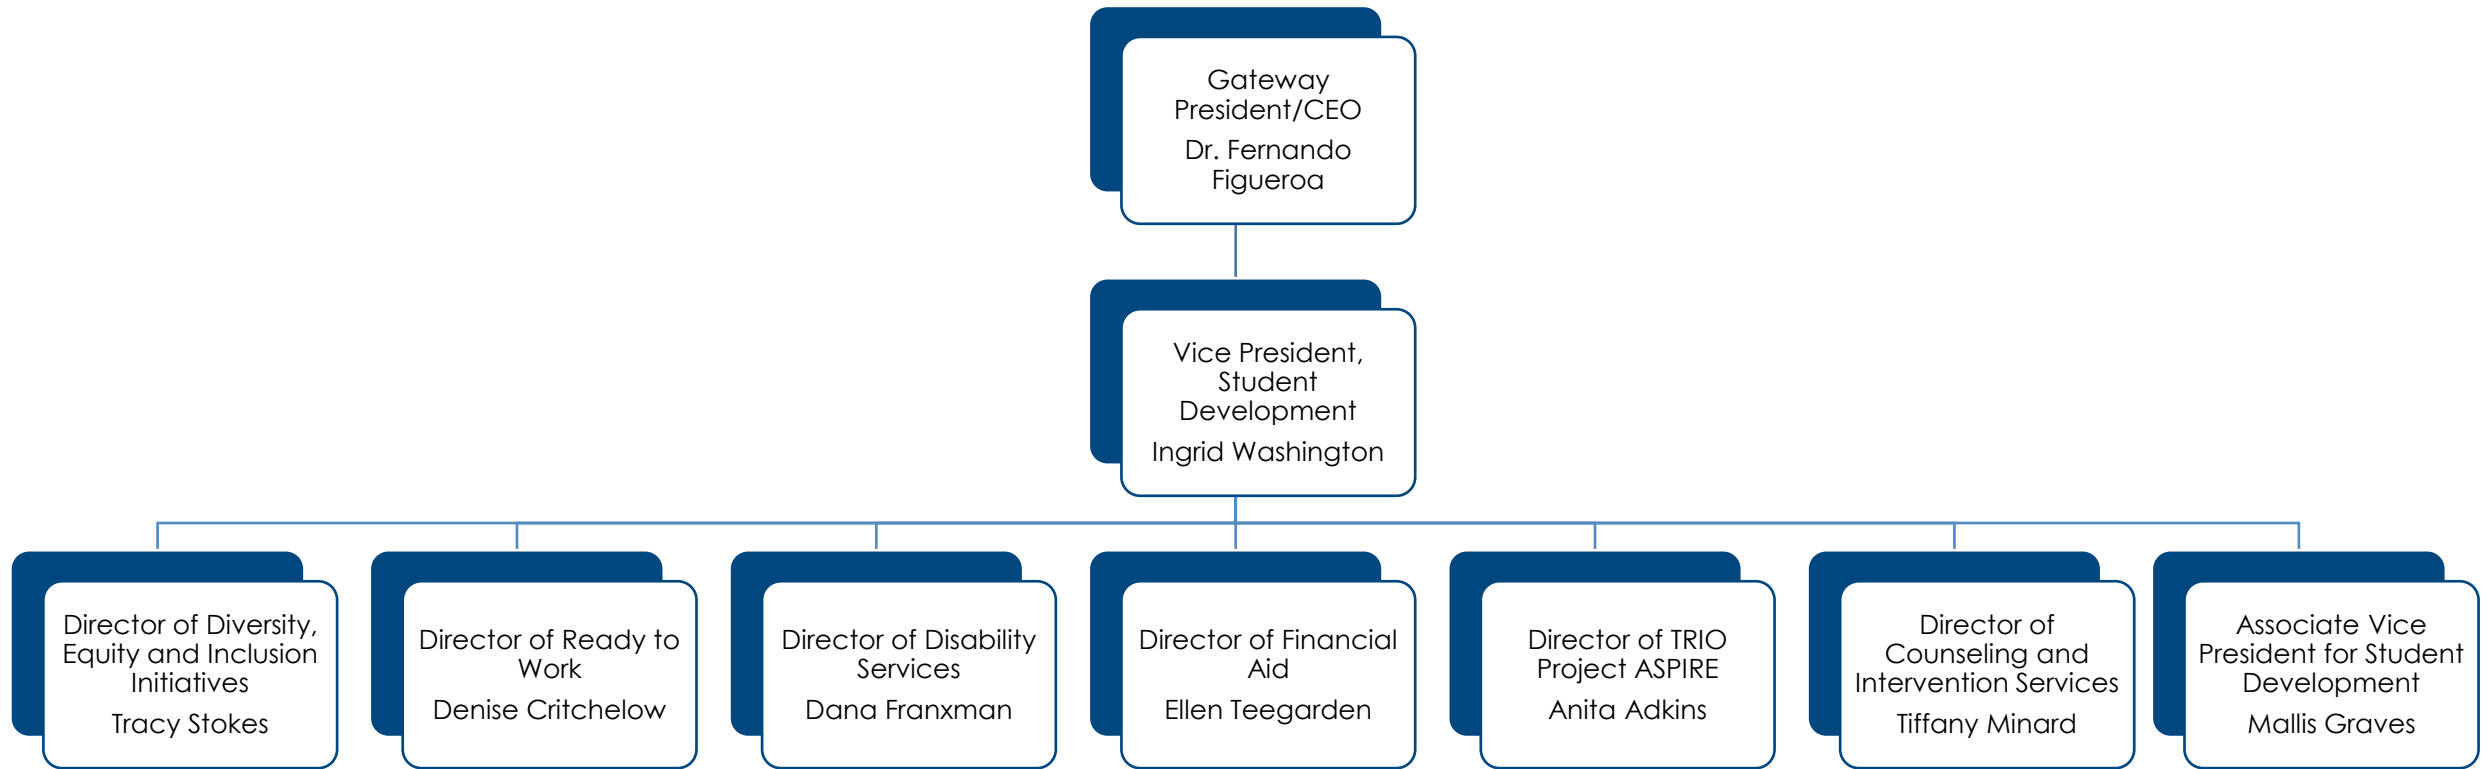 Gateway
President/CEO
Dr. Fernando
Figueroa
Vice President,
Student
Development
Ingrid Washington
Director of Diversity,
Equity and Inclusion
Initiatives
Tracy Stokes
Director of Ready to
Work
Denise Critchelow
Director of Disability
Services
Dana Franxman
Director of Financial
Aid
Ellen Teegarden
Director of TRIO
Project ASPIRE
Anita Adkins
Director of
Counseling and
Intervention Services
Tiffany Minard
Associate Vice
President for Student
Development
Mallis Graves